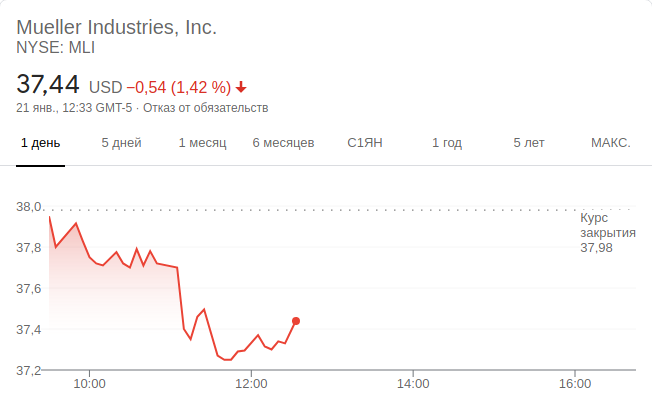 Mueller Industries, Inc.
NYSE: MLI
37,44 USD −0,54 (1,42 %)
21 янв., 12:33 GMT-5 · Отказ от обязательств
1 день 5 дней 1 месяц 6 месяцев С1ЯН 1 год 5 лет МАКС.
38,0
Курс
закрытия
37,98
37,8
37,6
37,4
37,2
10:00 12:00 14:00 16:00